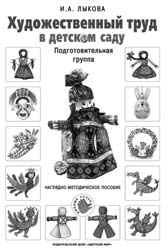 И.А. ЛЫКОВА
Художественный труд
в детском саду
Подготовительная
группа
НАГЛЯДНО-МЕТОДИЧЕСКОЕ ПОСОБИЕ
ИЗДАТЕЛЬСКИЙ ДОМ «ЦВЕТНОЙ МИР»